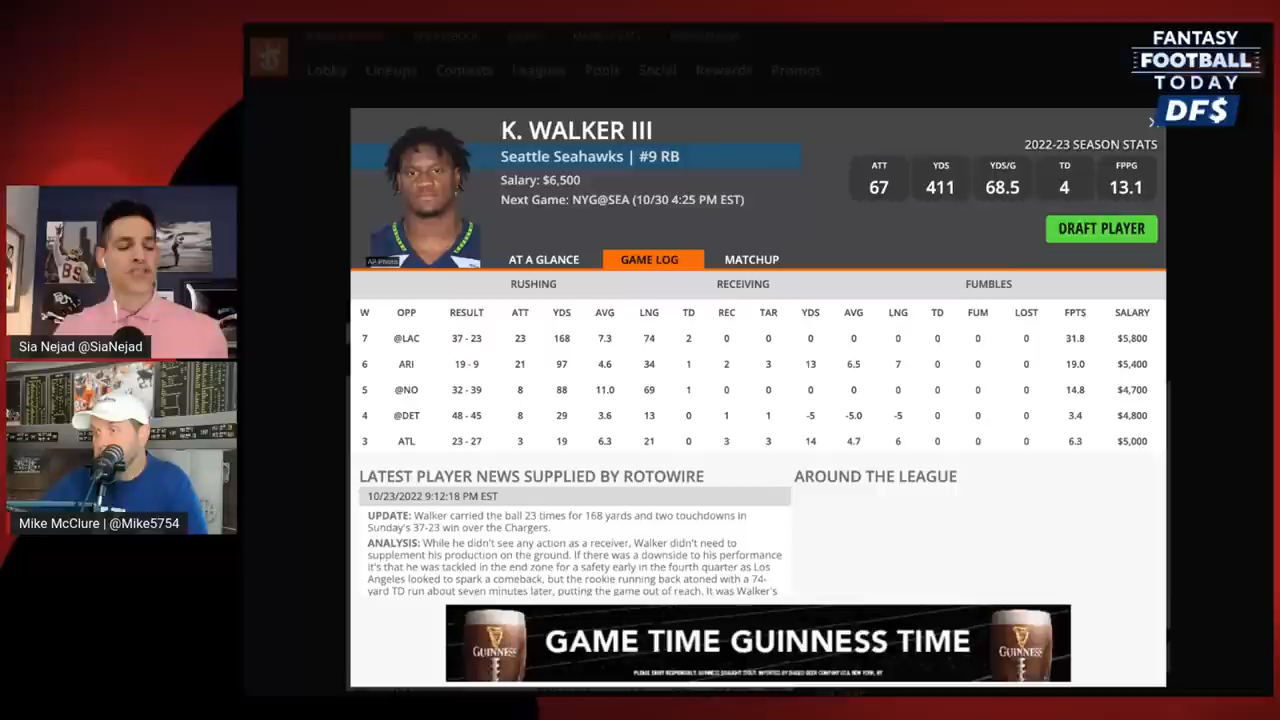 FANTASY
FOOTBALL
TODAY
DF$
Lobby Lineups Contests Leagues Pools Social Rewards Promos
K. WALKER III
Seattle Seahawks | #9 RB
Salary: $6,500
Next Game: NYG@SEA (10/30 4:25 PM EST)
2022-23 SEASON STATS
ATT YDS YDS/G TD FPPG
67 411 68.5 4 13.1
DRAFT PLAYER
AP Photo
AT A GLANCE GAME LOG MATCHUP
RUSHING RECEIVING FUMBLES
W OPP RESULT ATT YDS AVG LNG TD REC TAR YDS AVG LNG TD FUM LOST FPTS SALARY
7 @LAC 37 - 23 23 168 7.3 74 2 0 0 0 0 0 0 0 0 31.8 $5,800
6 ARI 19 - 9 21 97 4.6 34 1 2 3 13 6.5 7 0 0 0 19.0 $5,400
5 @NO 32 - 39 8 88 11.0 69 1 0 0 0 0 0 0 0 0 14.8 $4,700
4 @DET 48 - 45 8 29 3.6 13 0 1 1 -5 -5.0 -5 0 0 0 3.4 $4,800
3 ATL 23 - 27 3 19 6.3 21 0 3 3 14 4.7 6 0 0 0 6.3 $5,000
LATEST PLAYER NEWS SUPPLIED BY ROTOWIRE
AROUND THE LEAGUE
10/23/2022 9:12:18 PM EST
UPDATE: Walker carried the ball 23 times for 168 yards and two touchdowns in
Sunday's 37-23 win over the Chargers.
ANALYSIS: While he didn't see any action as a receiver, Walker didn't need to
supplement his production on the ground. If there was a downside to his performance
it's that he was tackled in the end zone for a safety early in the fourth quarter as Los
Angeles looked to spark a comeback, but the rookie running back atoned with a 74-
yard TD run about seven minutes later, putting the game out of reach. It was Walker's
GUINNESS
GAME TIME GUINNESS TIME
GUINNESS
89
Sia Nejad @SiaNejad
Mike McClure | @Mike5754